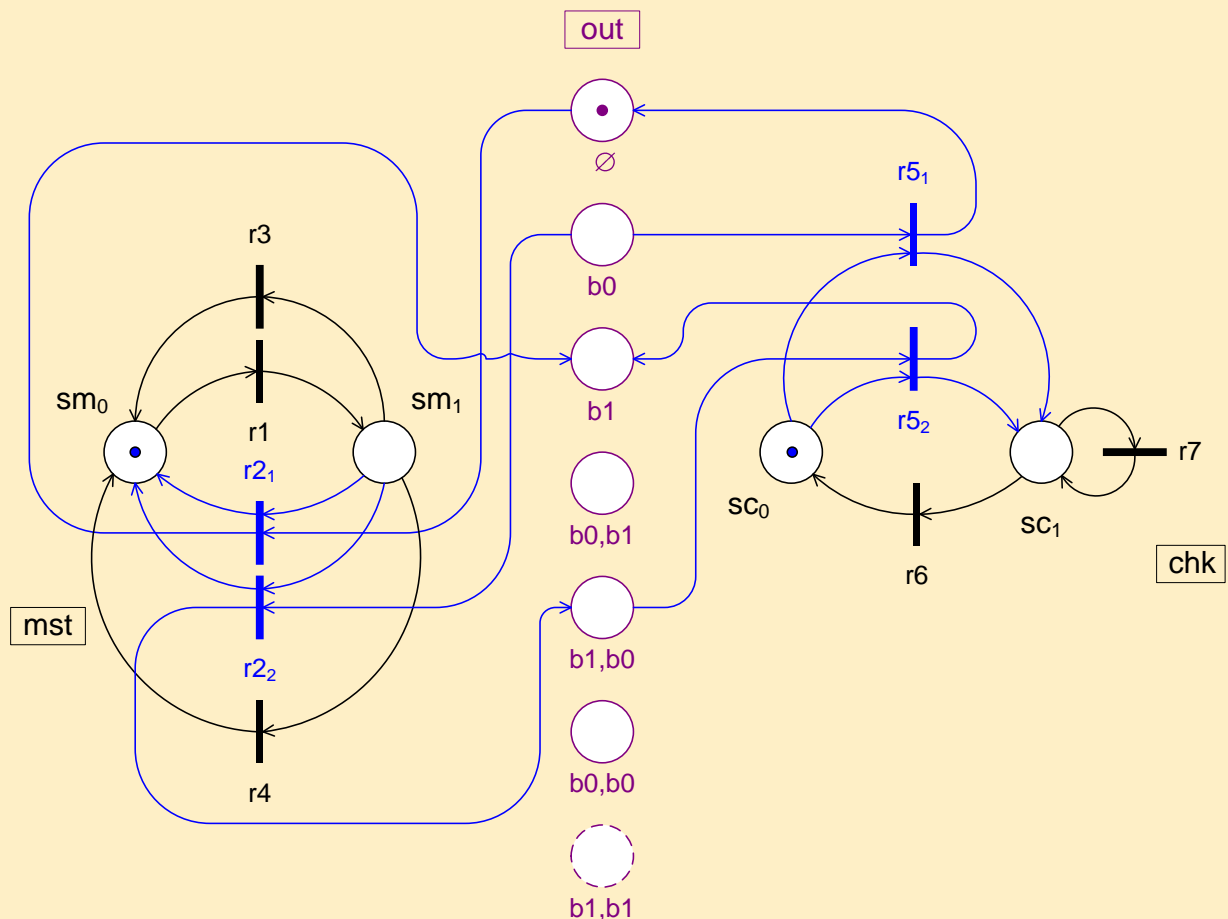 out
∅
r5₁
b0
r3
b1
r5₂
sm₀
sm₁
r1
r2₁
r7
sc₀
sc₁
b0,b1
r6
chk
mst
b1,b0
r2₂
b0,b0
r4
b1,b1